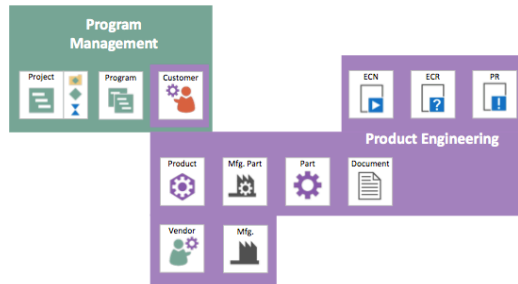 Program
Management
Project
Program
Customer
ECN
ECR
PR
Product Engineering
Product
Mfg. Part
Part
Document
Vendor
Mfg.